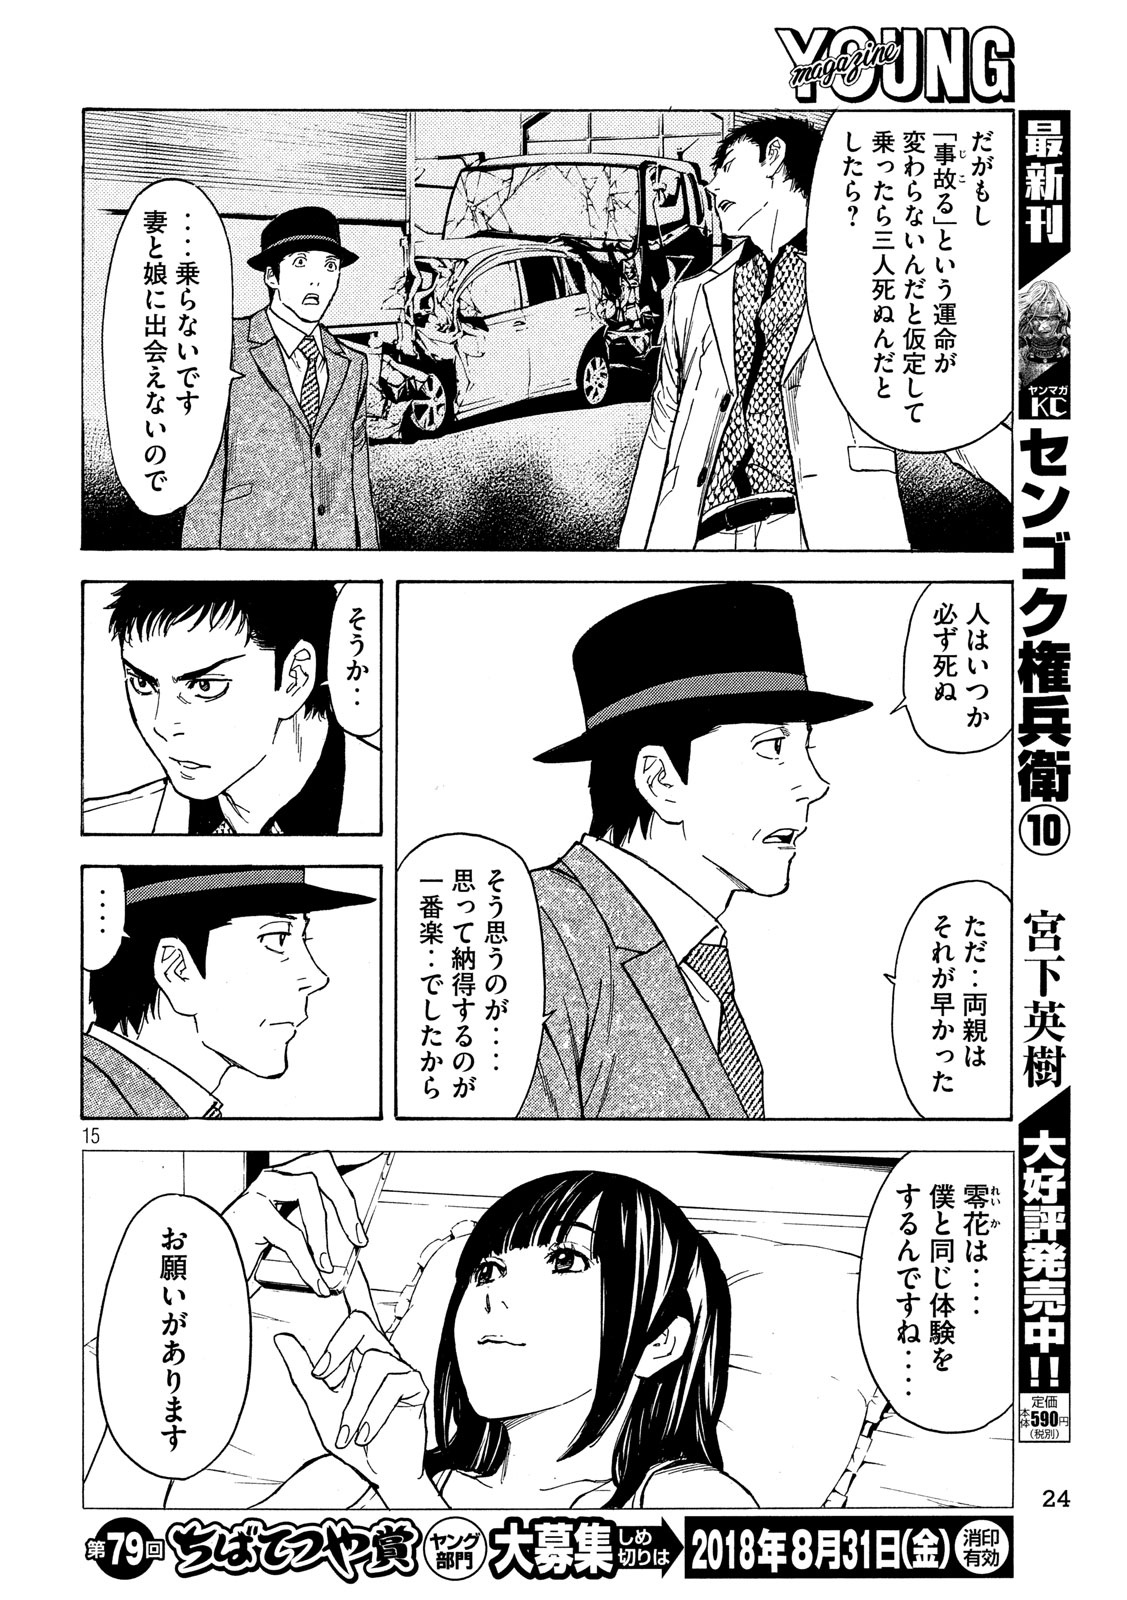 YOUNG
magazine
だがもし
「事故る」という運命が
じこ
変わらないんだと仮定して
乗ったら三人死ぬんだと
したら?
‥‥乗らないです
妻と娘に出会えないので
人はいつか
必ず死ぬ
ただ‥両親は
それが早かった
そう思うのが‥‥
思って納得するのが
一番楽‥でしたから
そうか‥
‥‥
15
零花は‥‥
れいか
僕と同じ体験を
するんですね‥‥
お願いがあります
最新刊
ヤンマガ
KC
センゴク権兵衛⑩
宮下英樹
大好評発売中!!
定価
本体590円
(税別)
24
第79回 ちばてつや賞 ヤング部門 大募集 しめ切りは 2018年8月31日(金) 消印有効